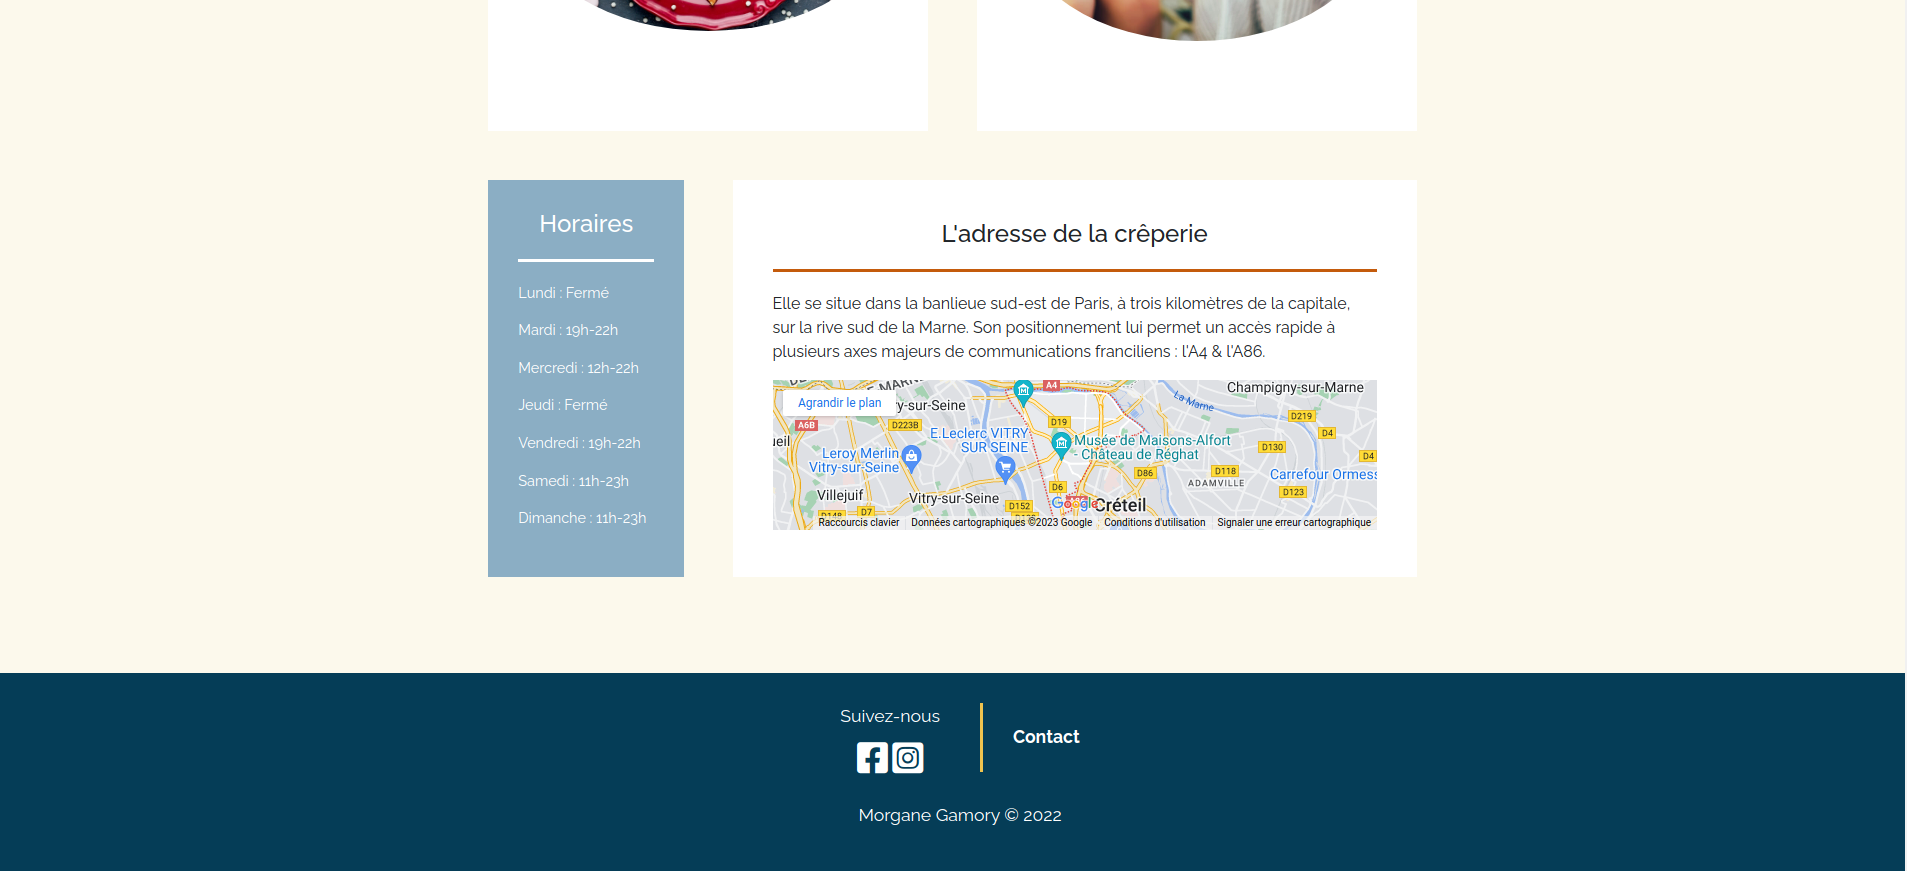 Horaires
Lundi : Fermé
Mardi : 19h-22h
Mercredi : 12h-22h
Jeudi : Fermé
Vendredi : 19h-22h
Samedi : 11h-23h
Dimanche : 11h-23h
L'adresse de la crêperie
Elle se situe dans la banlieue sud-est de Paris, à trois kilomètres de la capitale,
sur la rive sud de la Marne. Son positionnement lui permet un accès rapide à
plusieurs axes majeurs de communications franciliens : l'A4 & l'A86.
A4
Champigny-sur-Marne
Agrandir le plan
y-sur-Seine
La Marne
D219
A6B
D223B
D19
D4
E.Leclerc VITRY
SUR SEINE
Musée de Maisons-Alfort
- Château de Réghat
D130
Leroy Merlin
Vitry-sur-Seine
D4
D86
D118
Carrefour Ormess
ADAMVILLE
Villejuif
Vitry-sur-Seine
D6
D123
D152
Google
Créteil
D7
Raccourcis clavier
Données cartographiques ©2023 Google
Conditions d'utilisation
Signaler une erreur cartographique
Suivez-nous
Contact
Morgane Gamory © 2022